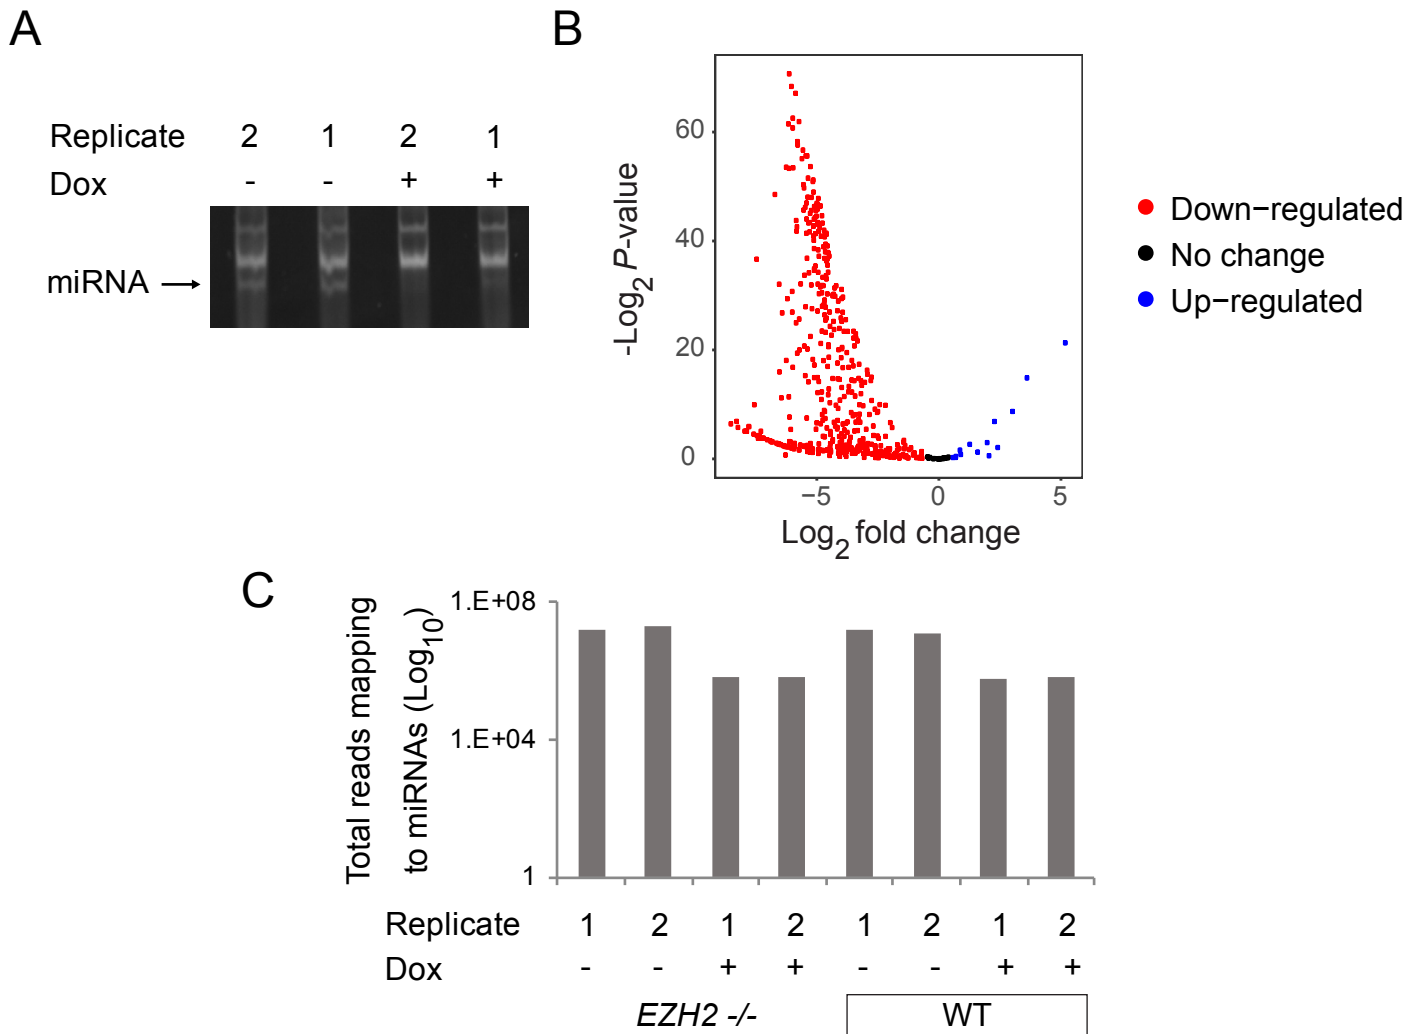 A
Replicate 2 1 2 1
Dox - - + +
miRNA
B
-Log2 P-value
60
40
20
0
−5 0 5
Log2 fold change
Down−regulated
No change
Up−regulated
C
Total reads mapping
to miRNAs (Log10)
1.E+08
1.E+04
1
Replicate 1 2 1 2 1 2 1 2
Dox - - + + - - + +
EZH2 -/- WT